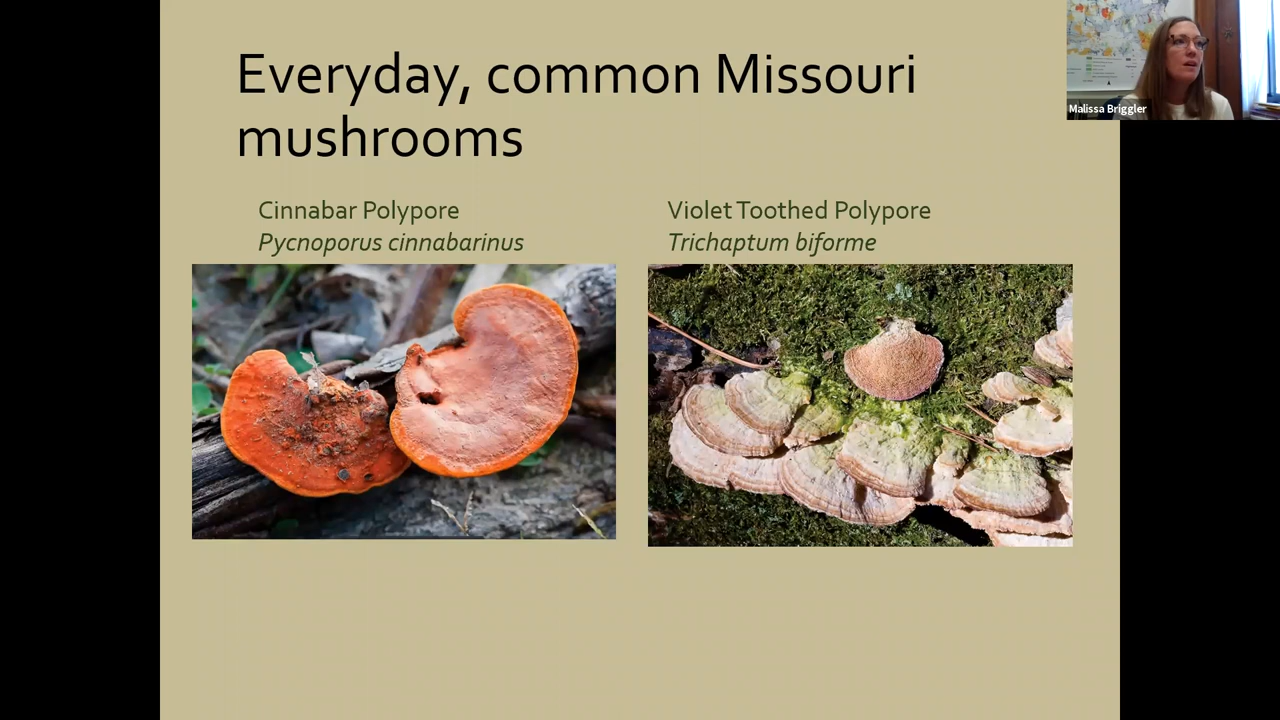 Everyday, common Missouri
mushrooms
Malissa Briggler
Cinnabar Polypore
Pycnoporus cinnabarinus
Violet Toothed Polypore
Trichaptum biforme